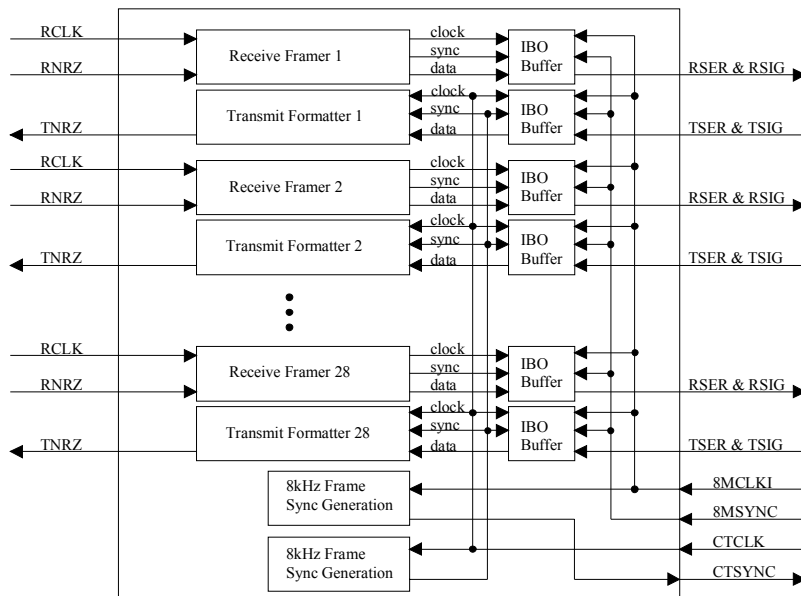 RCLK
Receive Framer 1
clock
sync
data
IBO
Buffer
RNRZ
RSER & RSIG
Transmit Formatter 1
clock
sync
data
IBO
Buffer
TNRZ
TSER & TSIG
RCLK
Receive Framer 2
clock
sync
data
IBO
Buffer
RNRZ
RSER & RSIG
Transmit Formatter 2
clock
sync
data
IBO
Buffer
TNRZ
TSER & TSIG
RCLK
Receive Framer 28
clock
sync
data
IBO
Buffer
RNRZ
RSER & RSIG
Transmit Formatter 28
clock
sync
data
IBO
Buffer
TNRZ
TSER & TSIG
8kHz Frame
Sync Generation
8MCLKI
8MSYNC
8kHz Frame
Sync Generation
CTCLK
CTSYNC